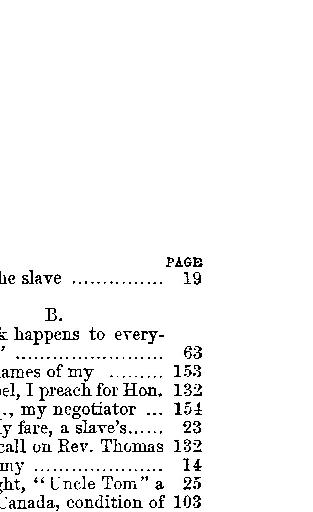 PAGE
he slave .............. 19
B.
k happens to every-
' ....................... 63
ames of my ......... 153
el, I preach for Hon. 132
., my negotiator ... 154
y fare, a slave's...... 23
call on Rev. Thomas 132
my .................... 14
ght, “Uncle Tom” a 25
Canada, condition of 103